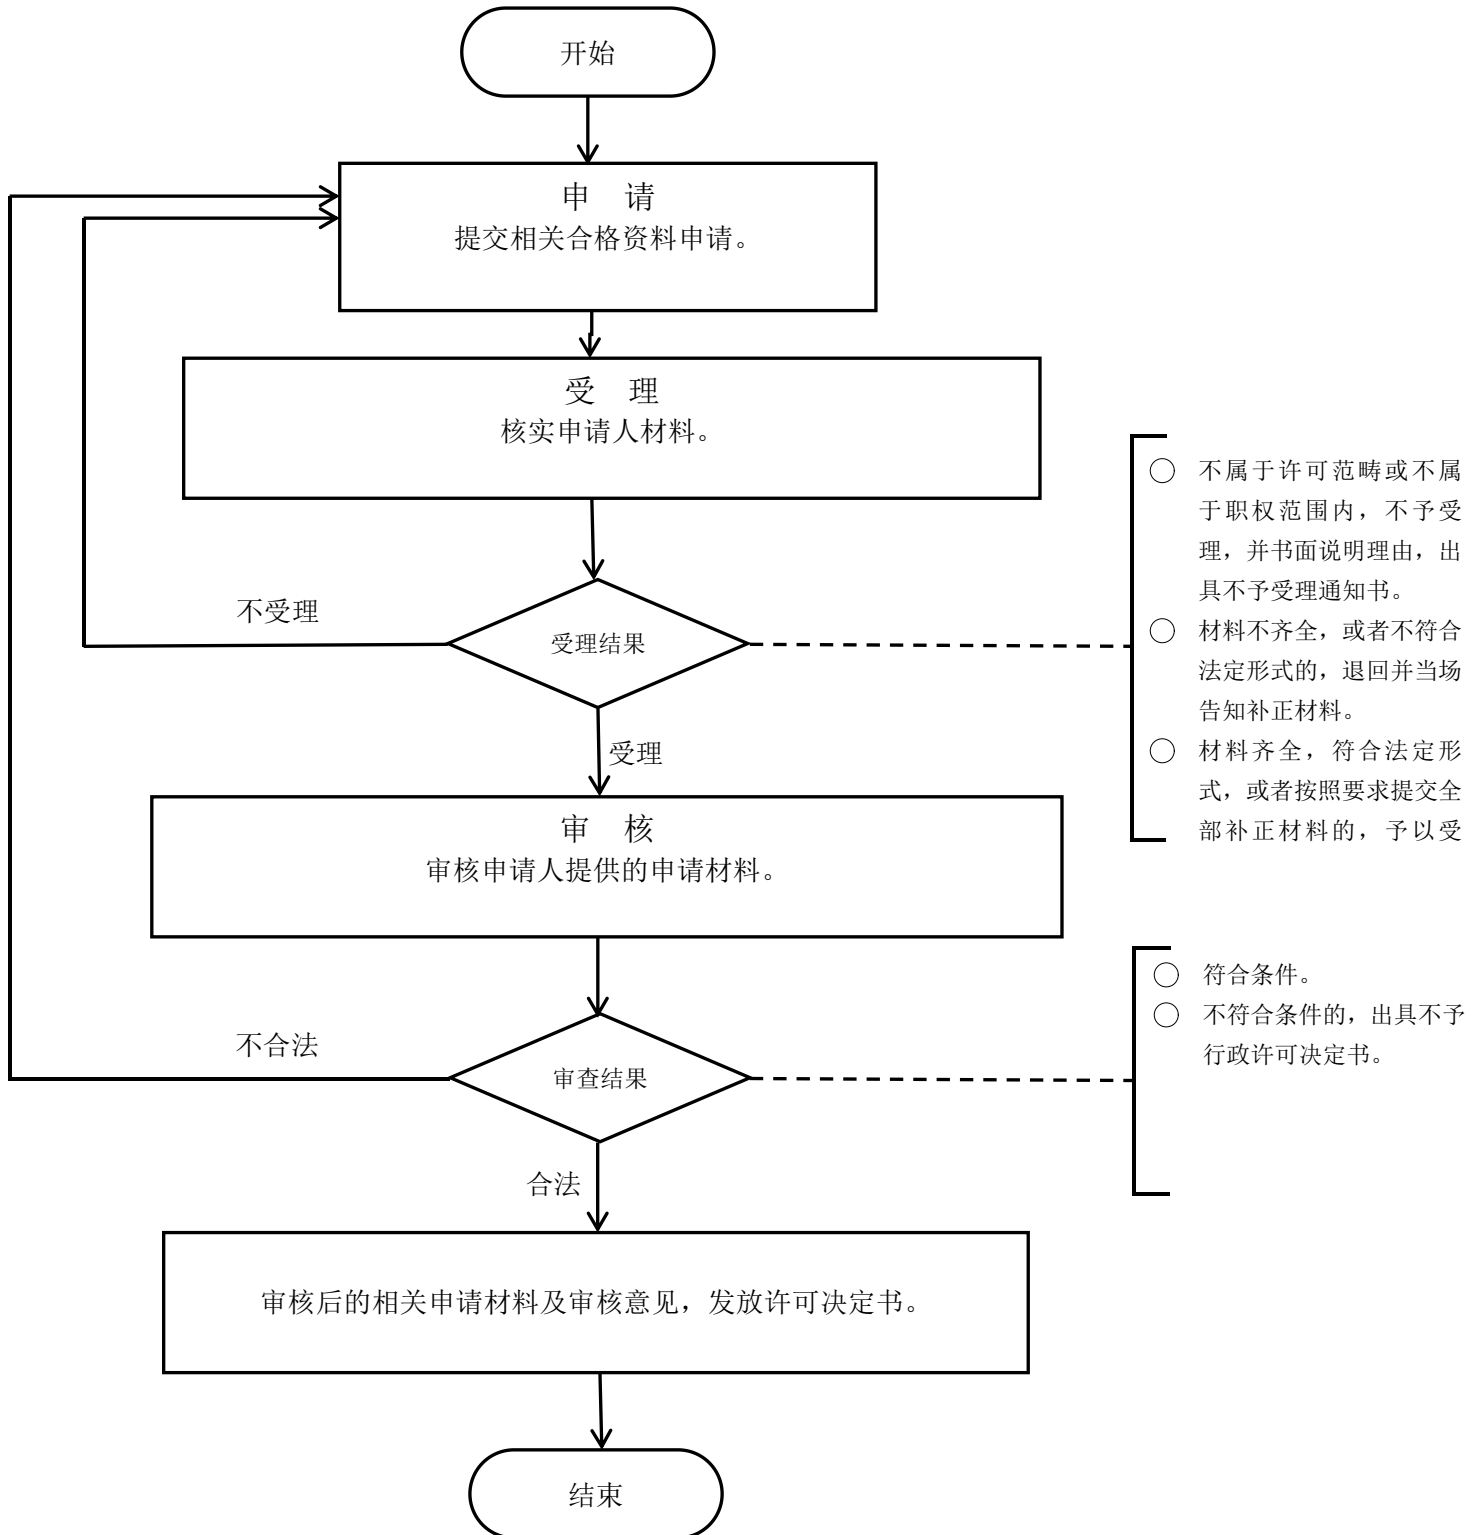 开始
申 请
提交相关合格资料申请。
受 理
核实申请人材料。
不受理
受理结果
受理
○ 不属于许可范畴或不属
于职权范围内，不予受
理，并书面说明理由，出
具不予受理通知书。
○ 材料不齐全，或者不符合
法定形式的，退回并当场
告知补正材料。
○ 材料齐全，符合法定形
式，或者按照要求提交全
部补正材料的，予以受
审 核
审核申请人提供的申请材料。
不合法
审查结果
合法
○ 符合条件。
○ 不符合条件的，出具不予
行政许可决定书。
审核后的相关申请材料及审核意见，发放许可决定书。
结束